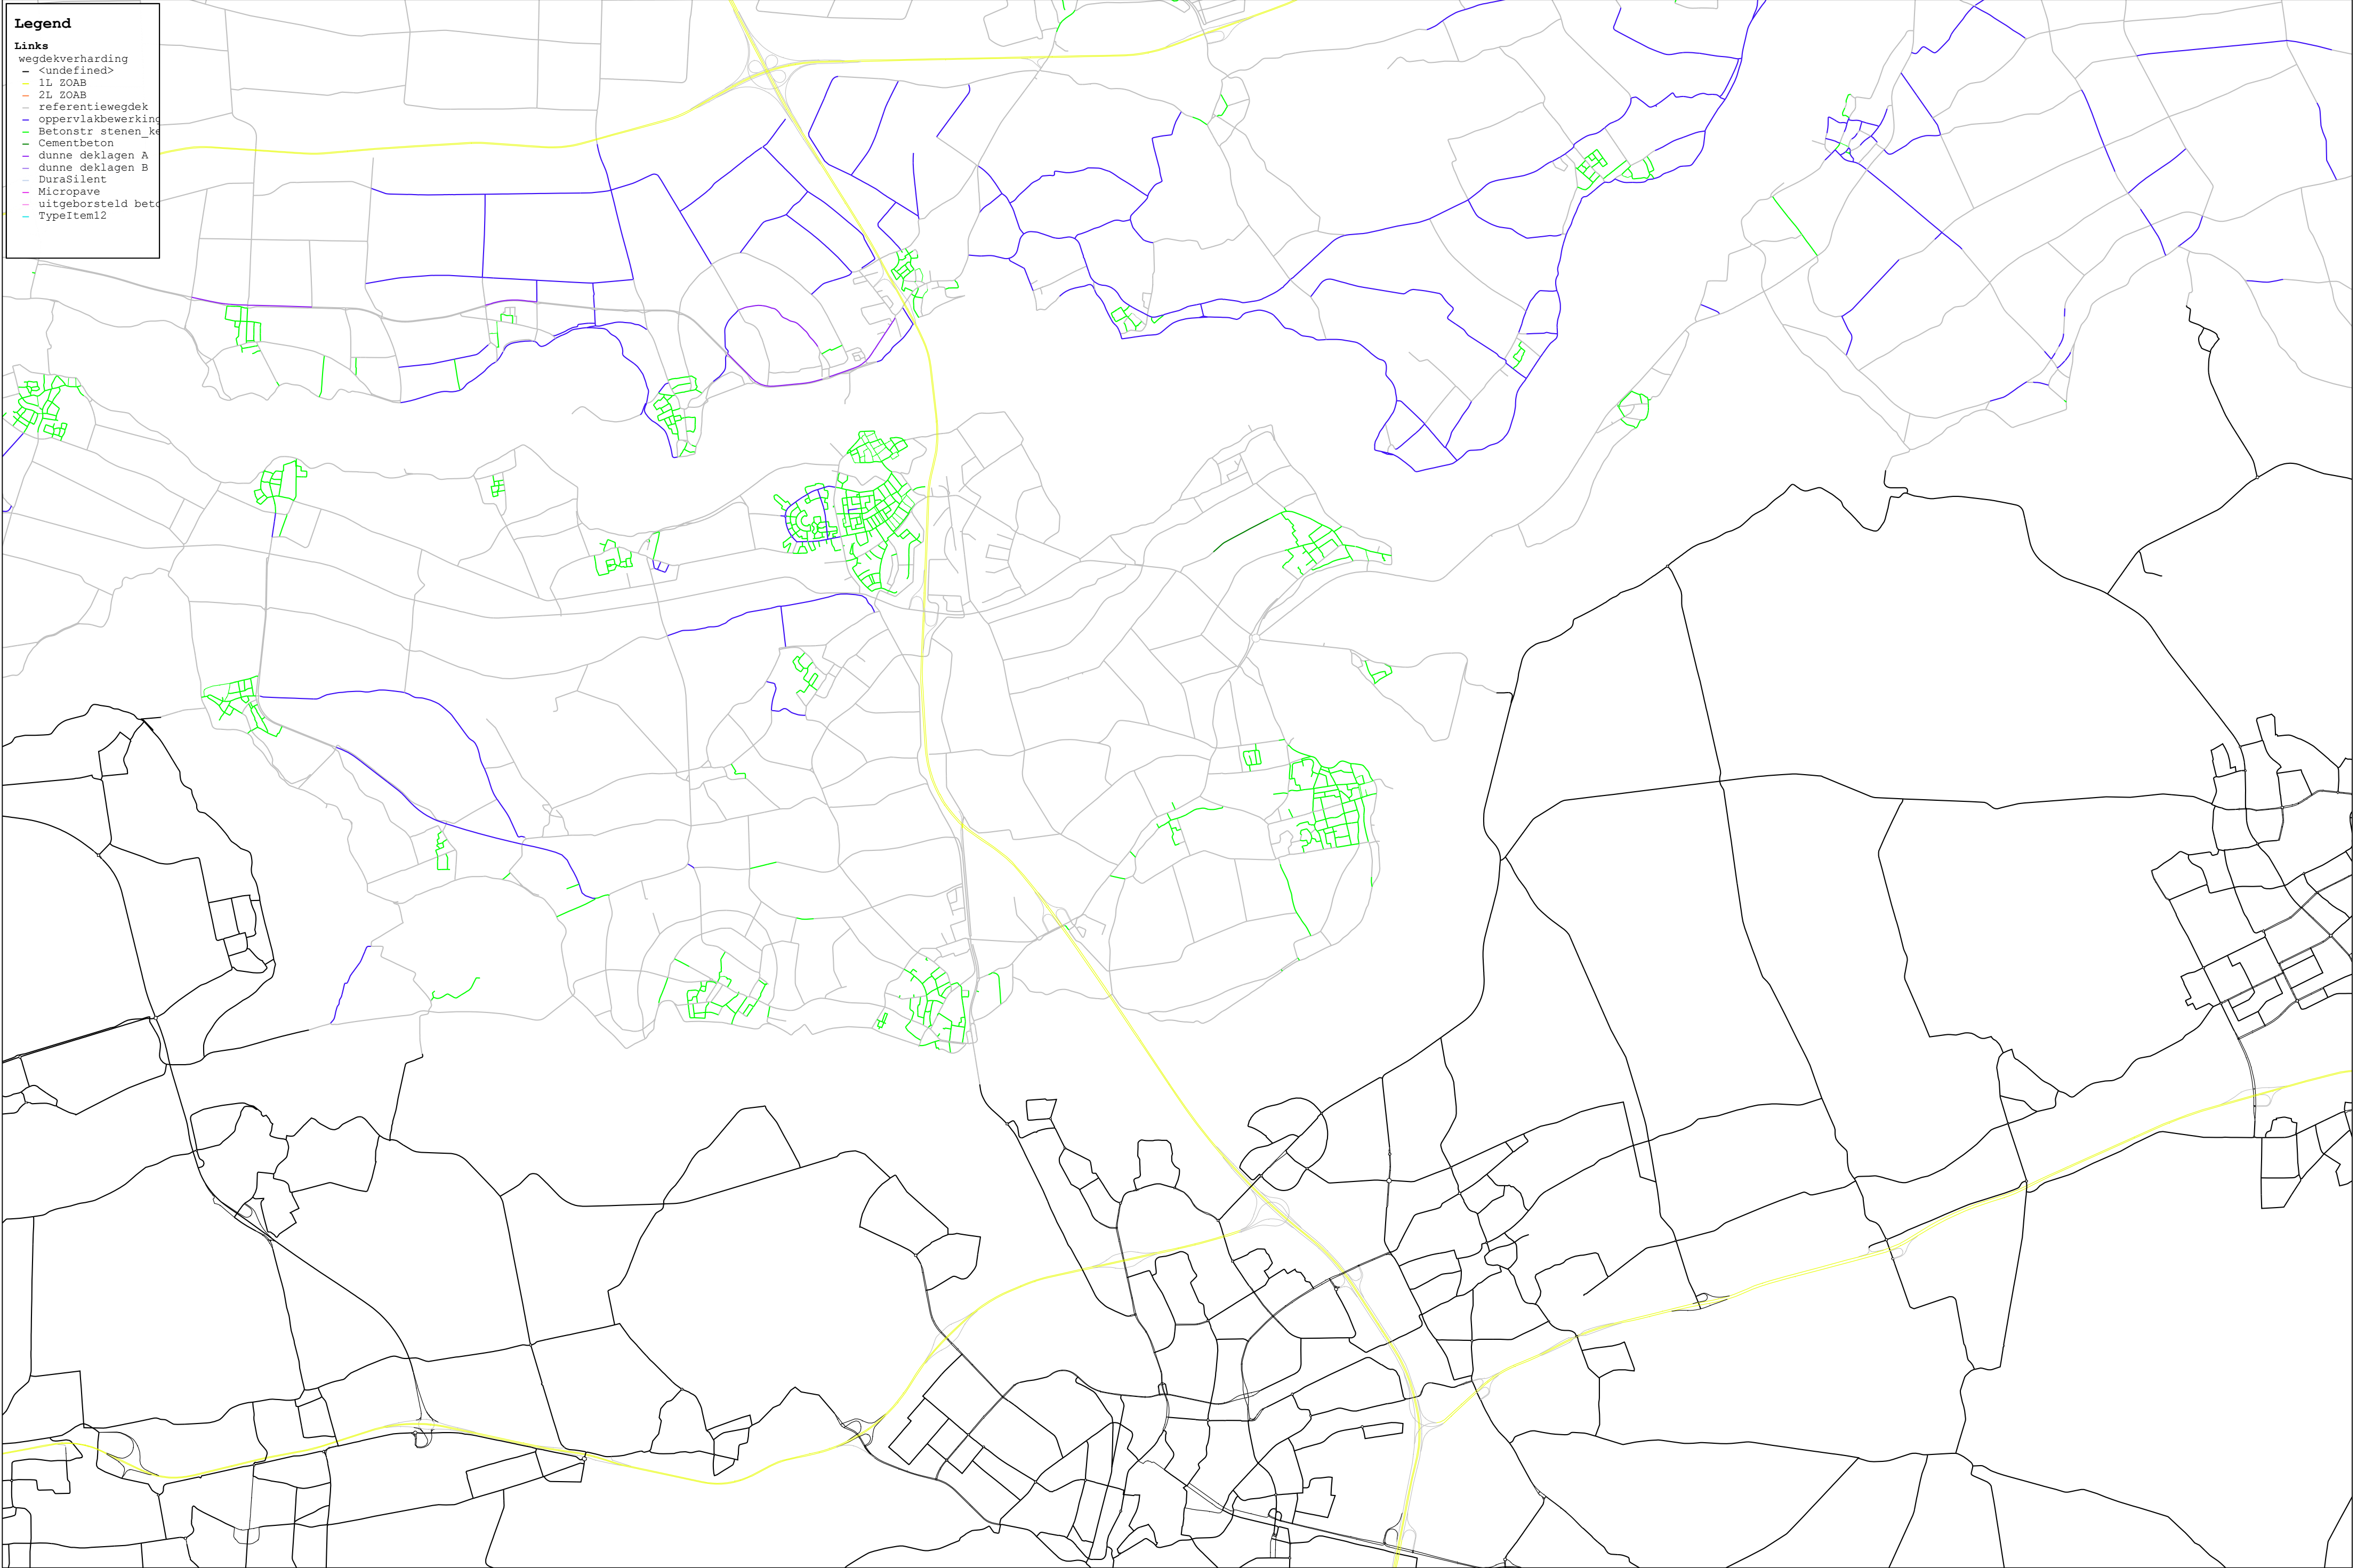 Legend
Links
wegdekverharding
<undefined>
1L ZOAB
2L ZOAB
referentiewegdek
oppervlakbewerking
Betonstr stenen_ke
Cementbeton
dunne deklagen A
dunne deklagen B
DuraSilent
Micropave
uitgeborsteld beto
TypeItem12